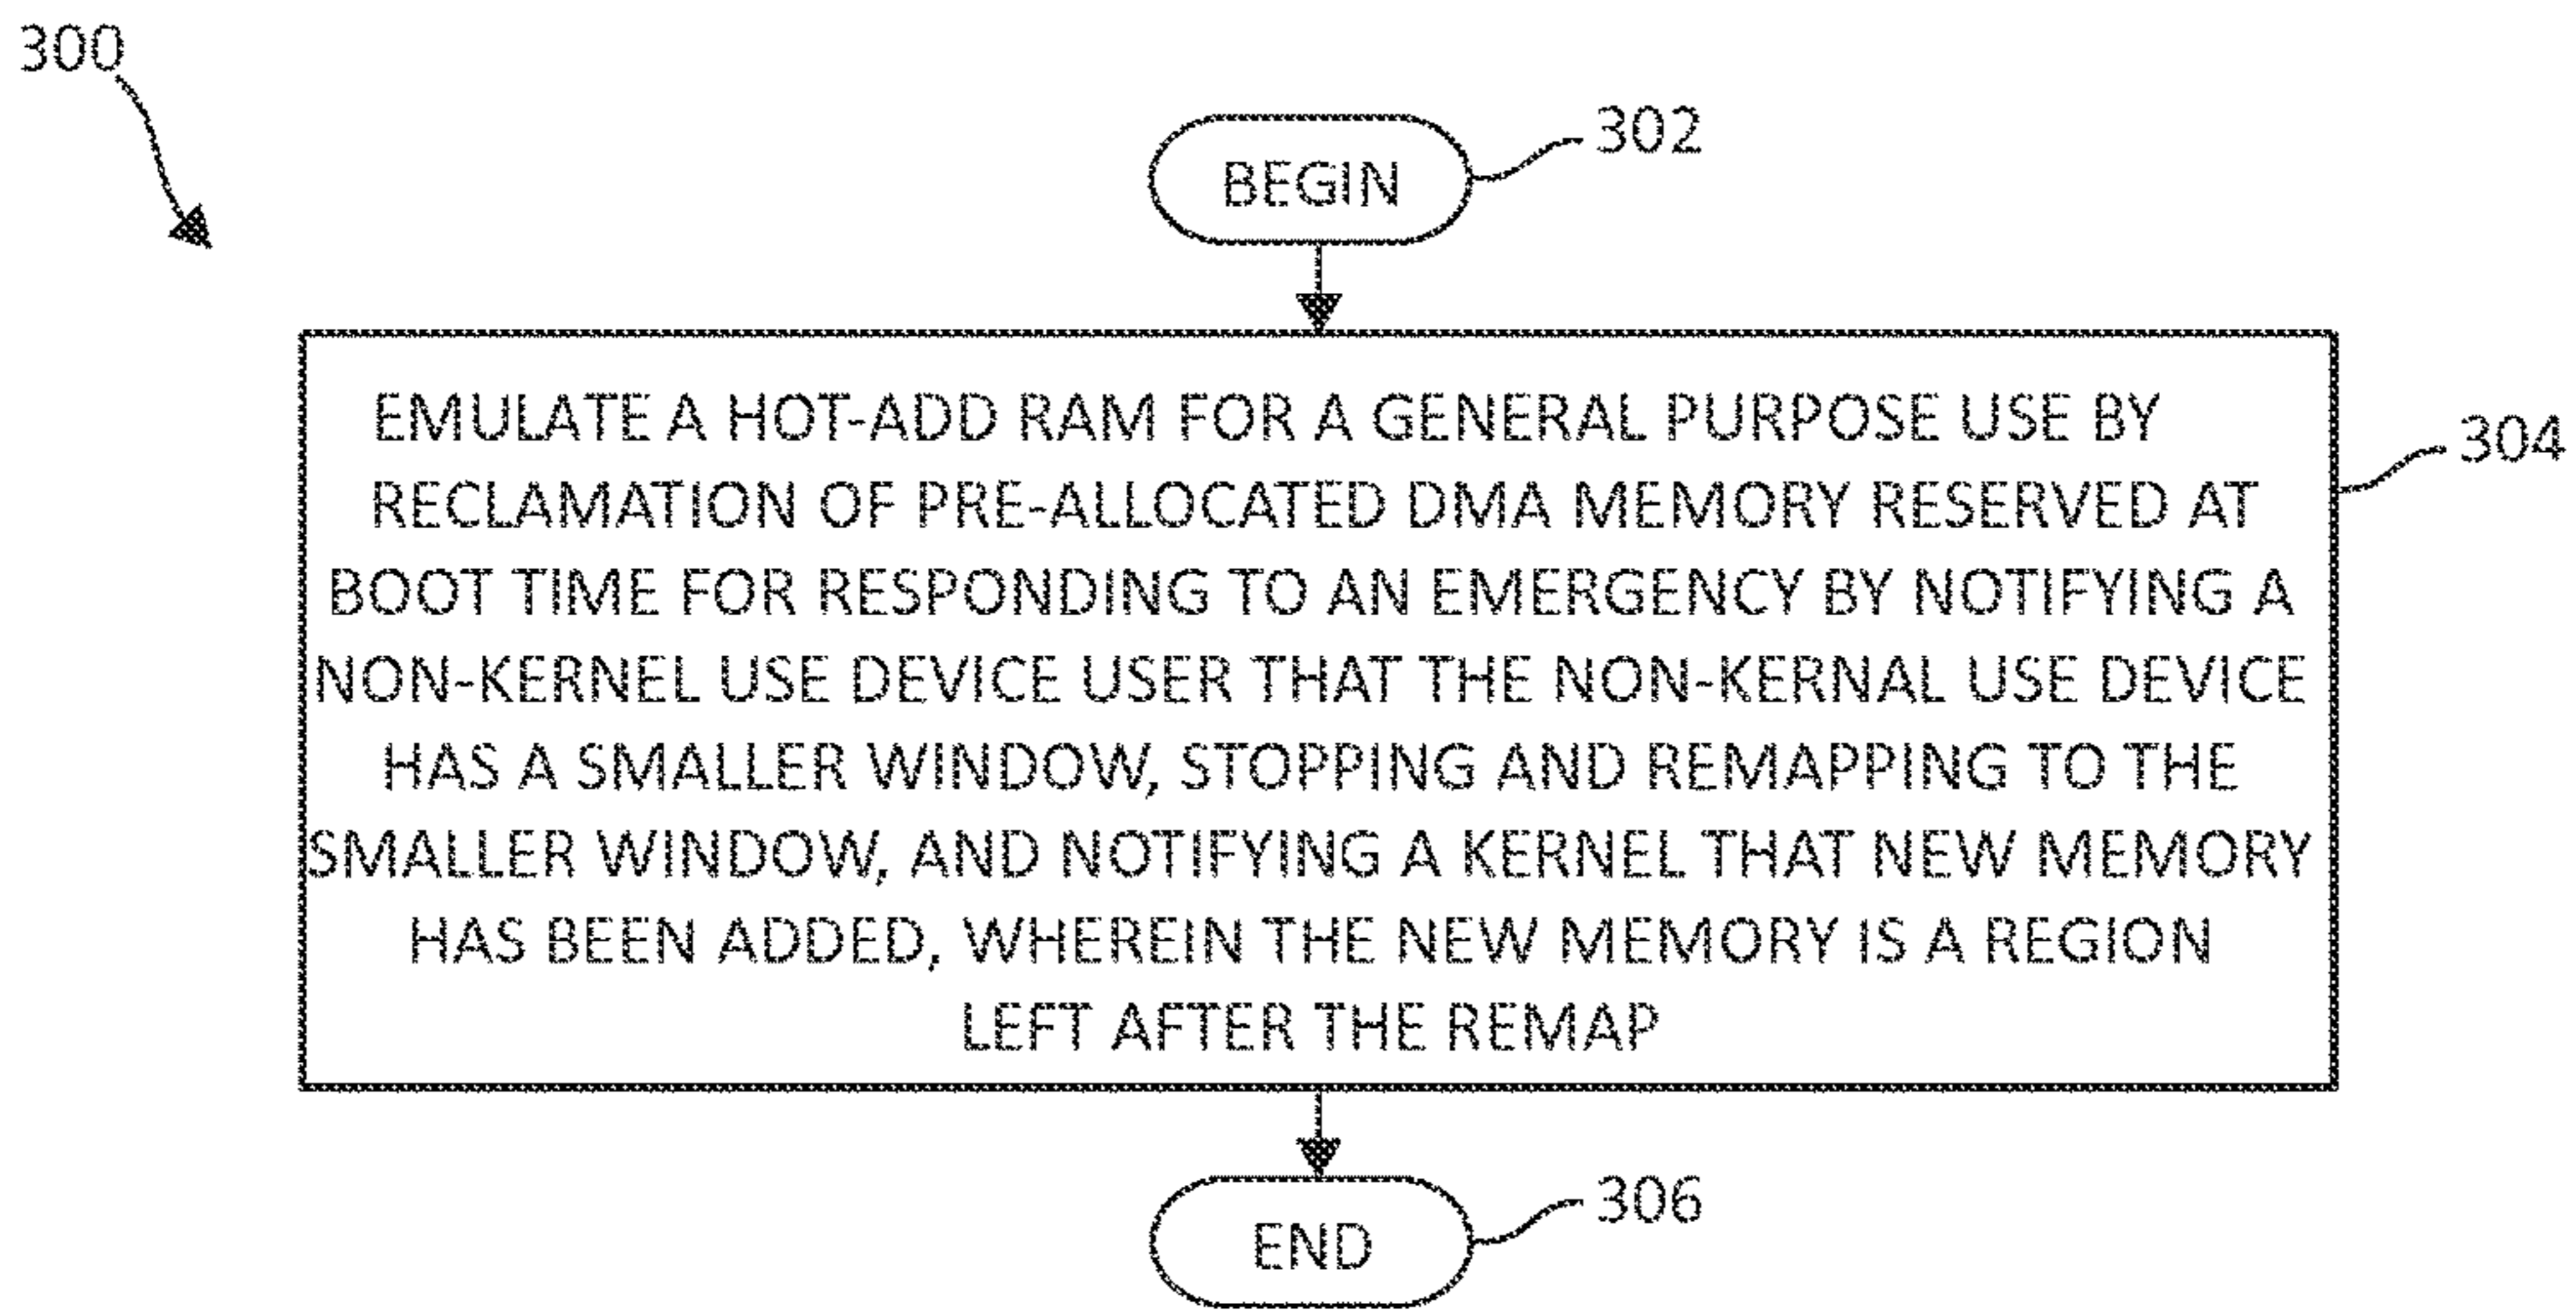 300
302
BEGIN
EMULATE A HOT-ADD RAM FOR A GENERAL PURPOSE USE BY
RECLAMATION OF PRE-ALLOCATED DMA MEMORY RESERVED AT
BOOT TIME FOR RESPONDING TO AN EMERGENCY BY NOTIFYING A
NON-KERNEL USE DEVICE USER THAT THE NON-KERNAL USE DEVICE
HAS A SMALLER WINDOW, STOPPING AND REMAPPING TO THE
SMALLER WINDOW, AND NOTIFYING A KERNEL THAT NEW MEMORY
HAS BEEN ADDED, WHEREIN THE NEW MEMORY IS A REGION
LEFT AFTER THE REMAP
304
306
END